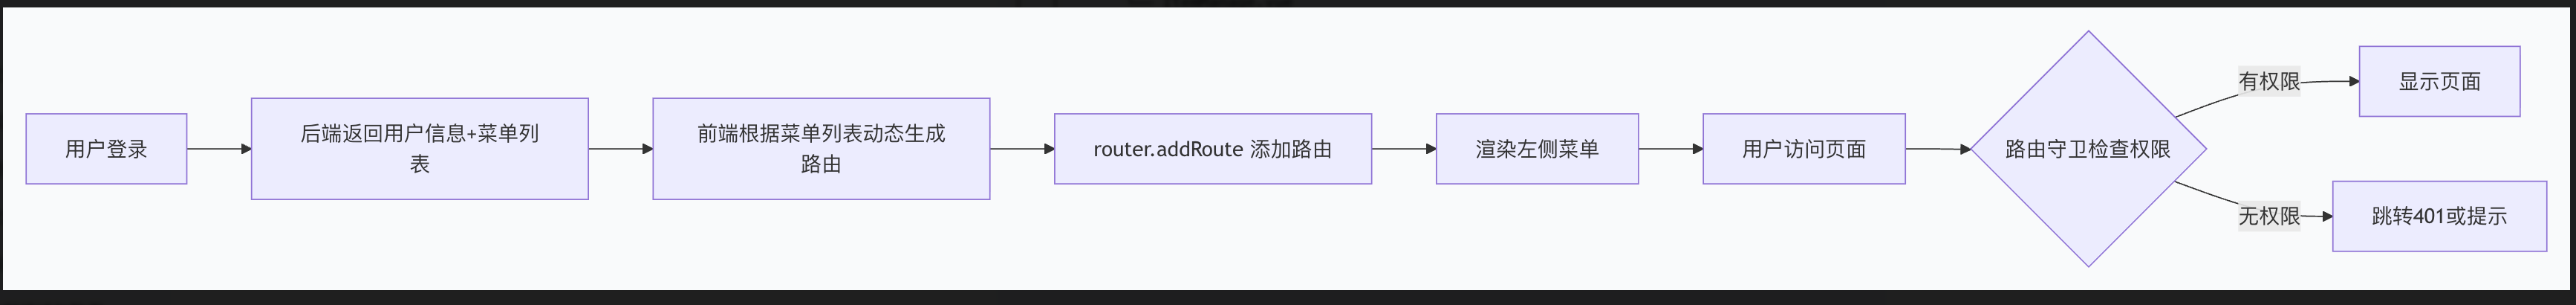 用户登录
后端返回用户信息+菜单列
表
前端根据菜单列表动态生成
路由
router.addRoute 添加路由
渲染左侧菜单
用户访问页面
路由守卫检查权限
有权限
显示页面
无权限
跳转401或提示